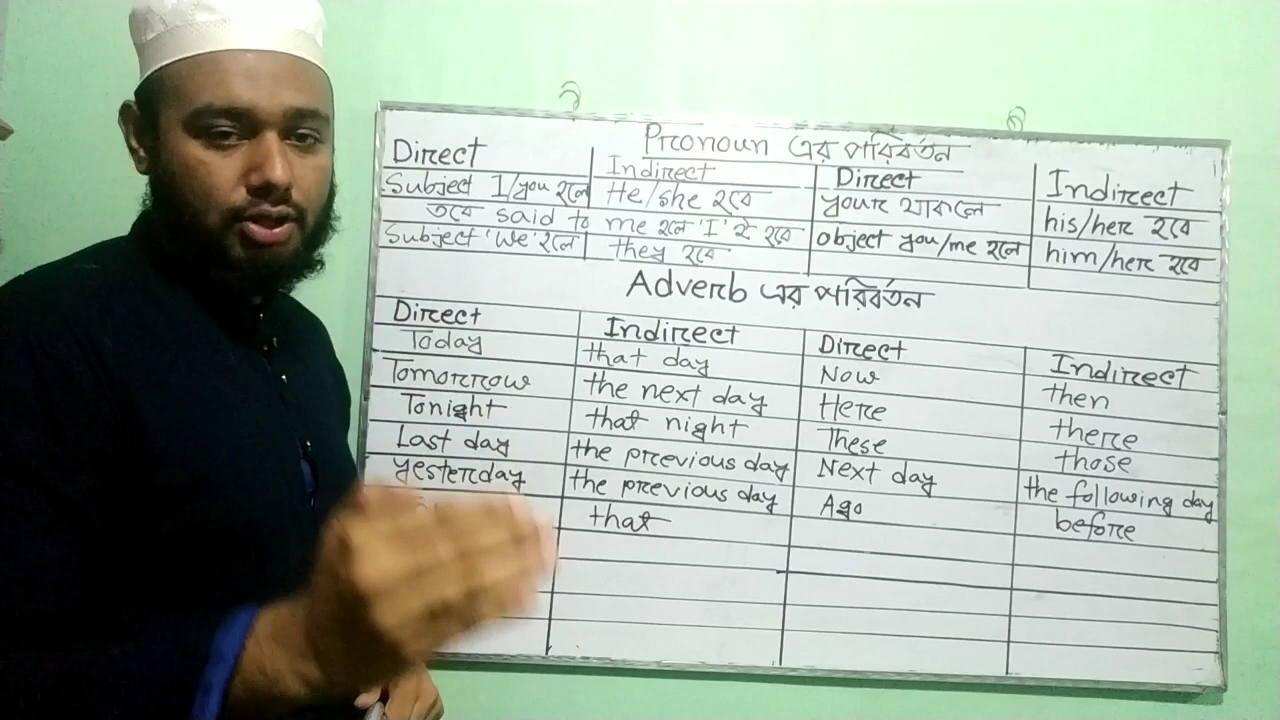 Pronoun এর পরিবর্তন
Direct Indirect Direct Indirect
Subject I/you হলে He/she হবে your থাকলে his/her হবে
তবে said to me হলে 'I' ই হবে
Subject 'we' হলে they হবে object you/me হলে him/her হবে
Adverb এর পরিবর্তন
Direct Indirect Direct Indirect
Today that day Now then
Tomorrow the next day Here there
Tonight that night These those
Last day the previous day Next day the following day
yesterday the previous day Ago before
that